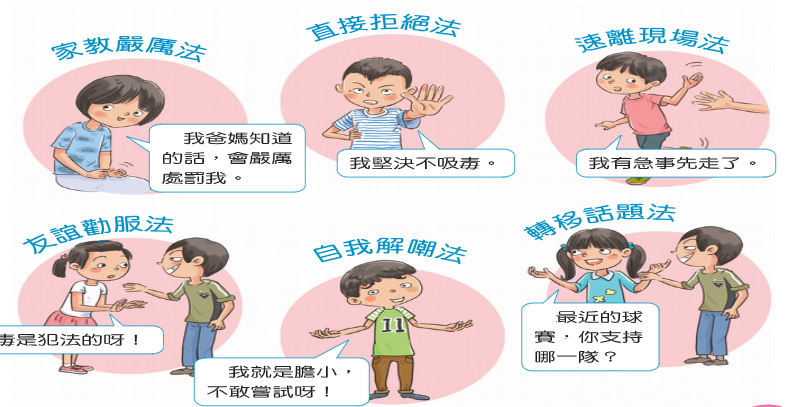 家教嚴厲法
我爸媽知道
的話，會嚴厲
處罰我。
直接拒絕法
我堅決不吸毒。
速離現場法
我有急事先走了。
友誼勸服法
毒是犯法的呀！
自我解嘲法
11
我就是膽小，
不敢嘗試呀！
轉移話題法
最近的球
賽，你支持
哪一隊？